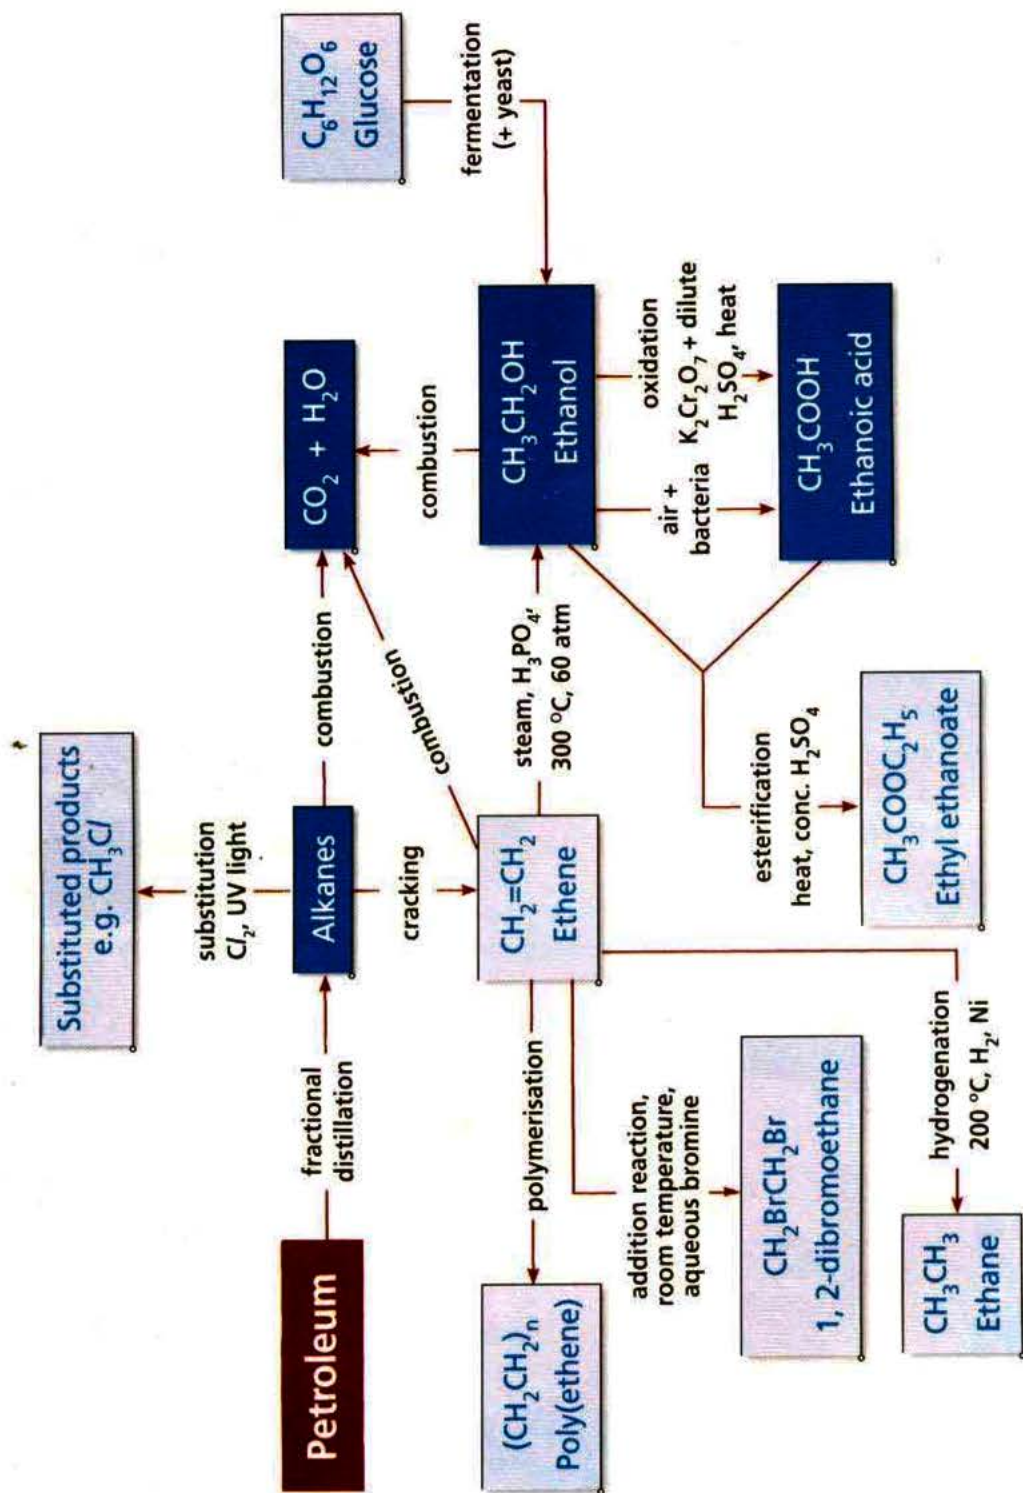 Substituted products
e.g. CH₃Cl
substitution
Cl₂, UV light
Petroleum
fractional
distillation
Alkanes
combustion
CO₂ + H₂O
C₆H₁₂O₆
Glucose
cracking
combustion
combustion
fermentation
(+ yeast)
(CH₂CH₂)ₙ
Poly(ethene)
polymerisation
CH₂=CH₂
Ethene
steam, H₃PO₄,
300 °C, 60 atm
CH₃CH₂OH
Ethanol
addition reaction,
room temperature,
aqueous bromine
air +
bacteria
oxidation
K₂Cr₂O₇ + dilute
H₂SO₄, heat
CH₂BrCH₂Br
1, 2-dibromoethane
esterification
heat, conc. H₂SO₄
CH₃COOH
Ethanoic acid
CH₃CH₃
Ethane
hydrogenation
200 °C, H₂, Ni
CH₃COOC₂H₅
Ethyl ethanoate